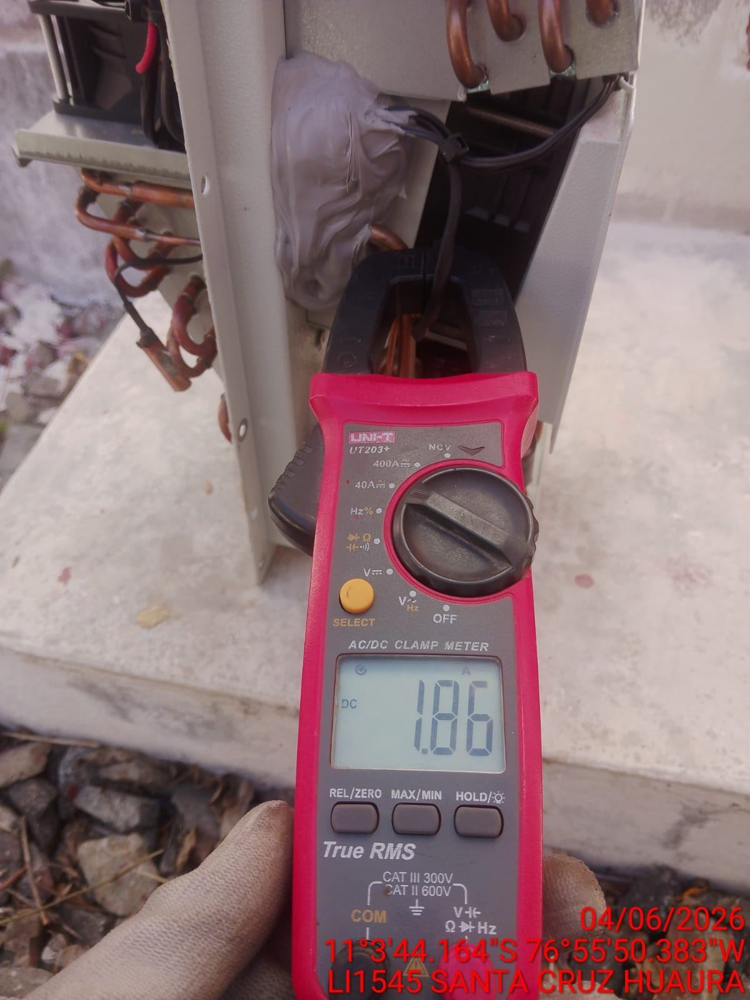 UNI-T
UT203+
NCV
400A
40A
Hz%
Ω
V
V~
Hz
OFF
SELECT
AC/DC CLAMP METER
A
DC
1.86
REL/ZERO MAX/MIN HOLD/
True RMS
CAT III 300V
CAT II 600V
COM
V
Ω Hz
04/06/2026
11°3'44.164"S 76°55'50.383"W
LI1545 SANTA CRUZ HUAURA